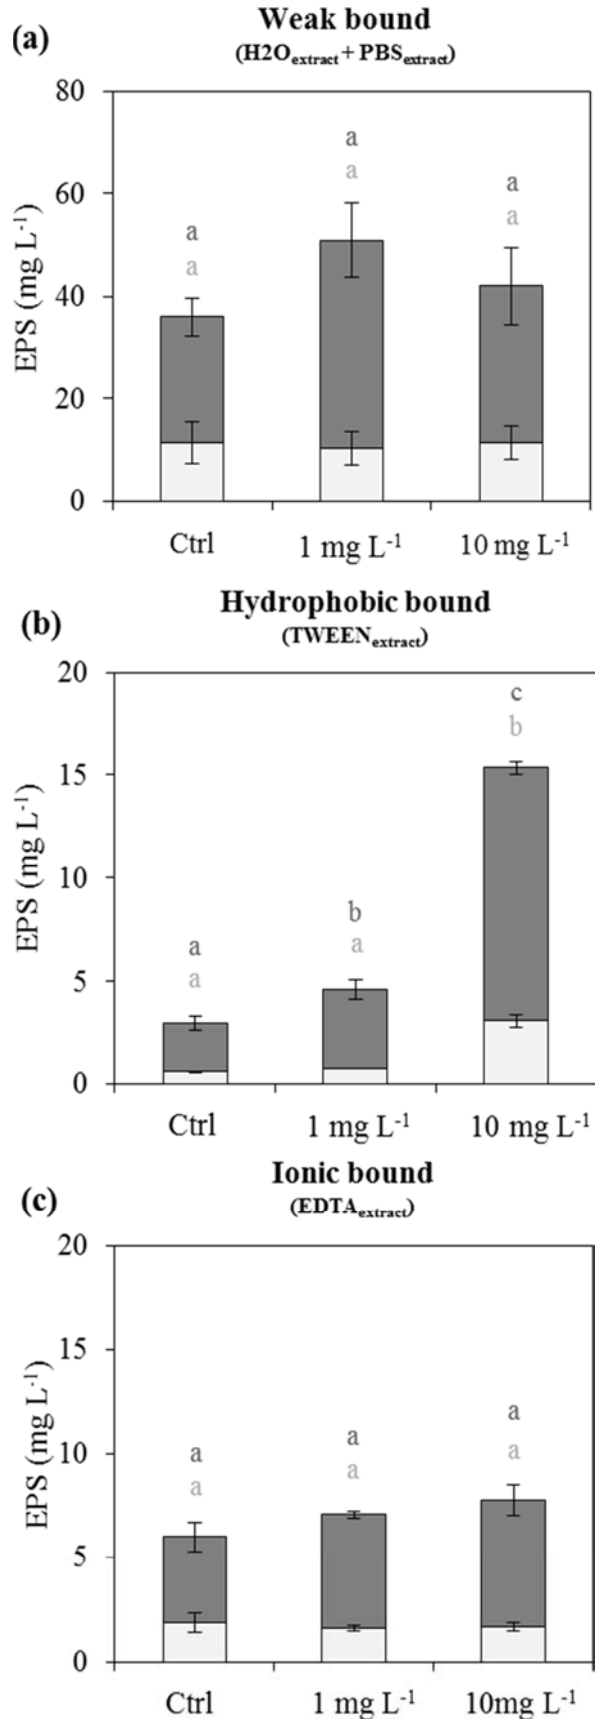 (a)
Weak bound
(H2Oextract + PBSextract)
EPS (mg L-1)
80
60
40
20
0
a
a
a
a
a
a
Ctrl
1 mg L-1
10 mg L-1
(b)
Hydrophobic bound
(TWEENextract)
EPS (mg L-1)
20
15
10
5
0
a
a
b
a
c
b
Ctrl
1 mg L-1
10 mg L-1
(c)
Ionic bound
(EDTAextract)
EPS (mg L-1)
20
15
10
5
0
a
a
a
a
a
a
Ctrl
1 mg L-1
10mg L-1